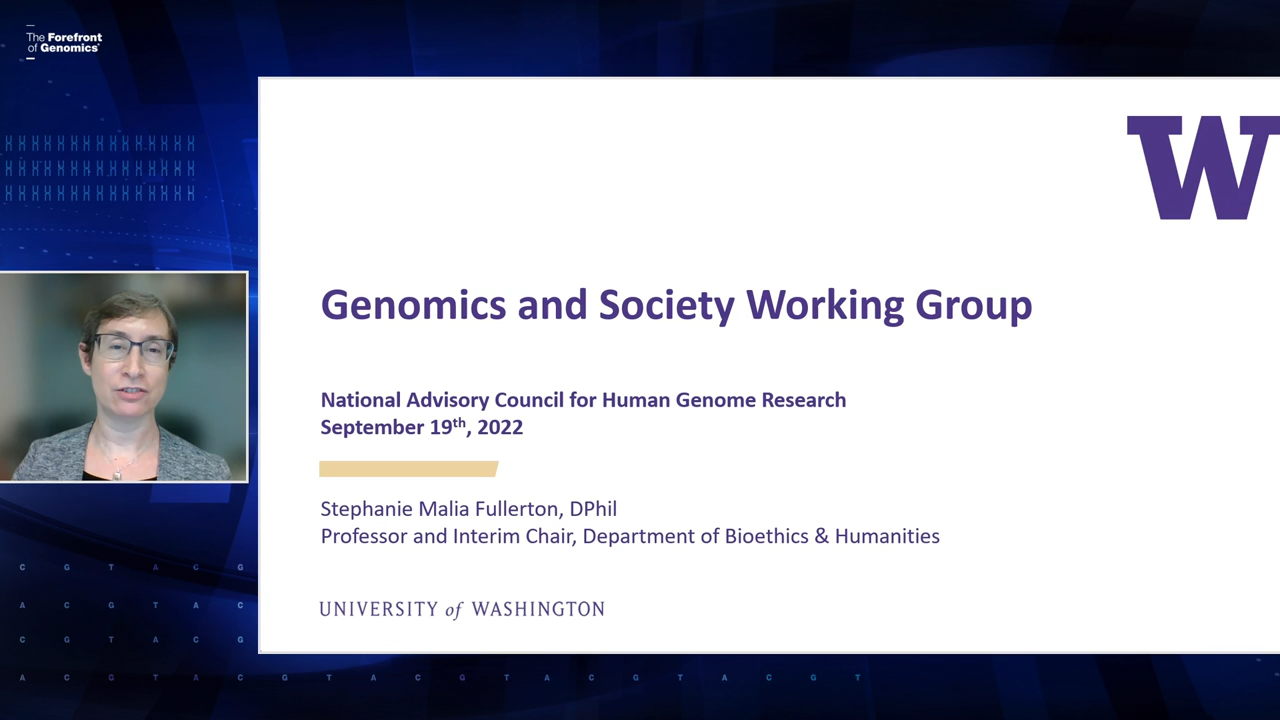 The Forefront
of Genomics®
W
Genomics and Society Working Group
National Advisory Council for Human Genome Research
September 19th, 2022
Stephanie Malia Fullerton, DPhil
Professor and Interim Chair, Department of Bioethics & Humanities
UNIVERSITY of WASHINGTON
C G T A C G
A C G T A C
C G T A C G
A C G T A C G T A C G T A C G T A C G T